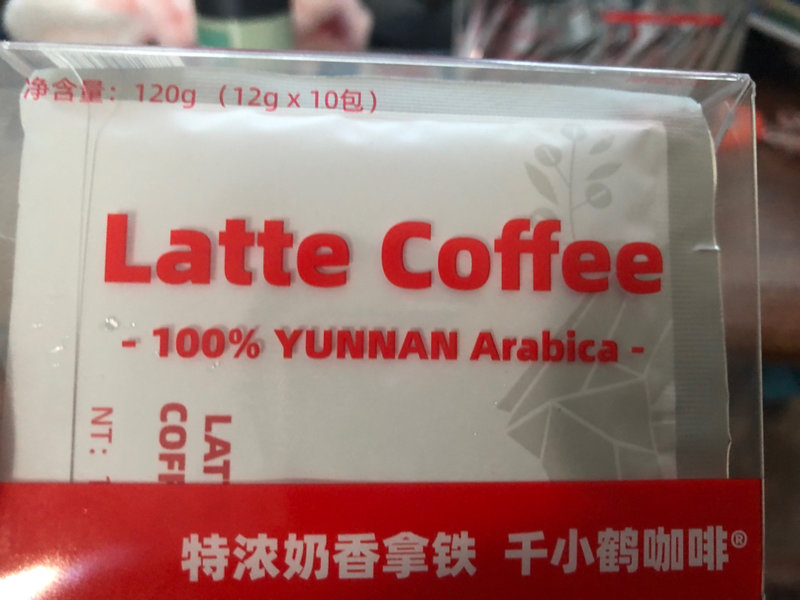 净含量：120g （12g x 10包）
Latte Coffee
- 100% YUNNAN Arabica -
NT：
特浓奶香拿铁 千小鹤咖啡®